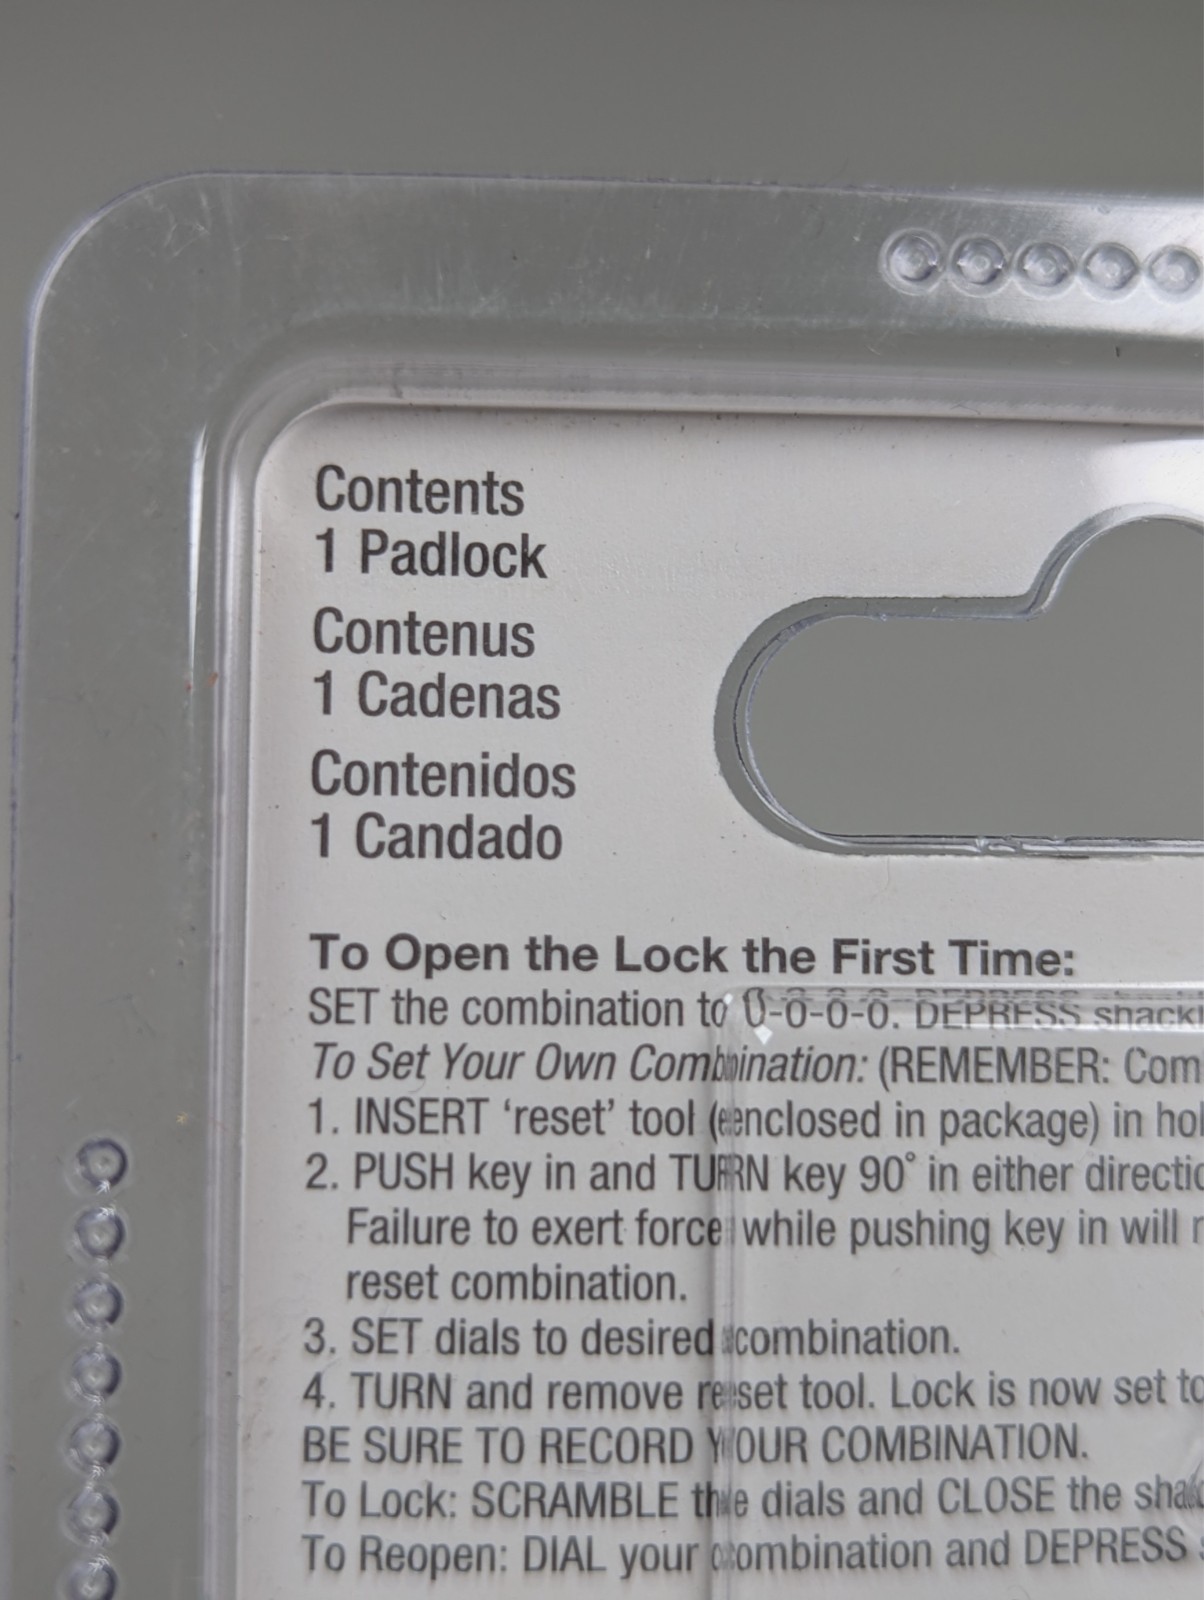 Contents
1 Padlock
Contenus
1 Cadenas
Contenidos
1 Candado
To Open the Lock the First Time:
SET the combination to 0-0-0-0. DEPRESS
To Set Your Own Combination: (REMEMBER:
1. INSERT ‘reset’ tool (enclosed in package) in
2. PUSH key in and TURN key 90° in either
Failure to exert force while pushing key in will
reset combination.
3. SET dials to desired combination.
4. TURN and remove reset tool. Lock is now set to
BE SURE TO RECORD YOUR COMBINATION.
To Lock: SCRAMBLE the dials and CLOSE the
To Reopen: DIAL your combination and DEPRESS